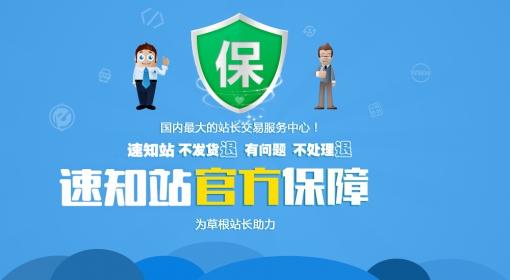 保
国内最大的站长交易服务中心！
速知站 不发货退 有问题 不处理退
速知站官方保障
为草根站长助力